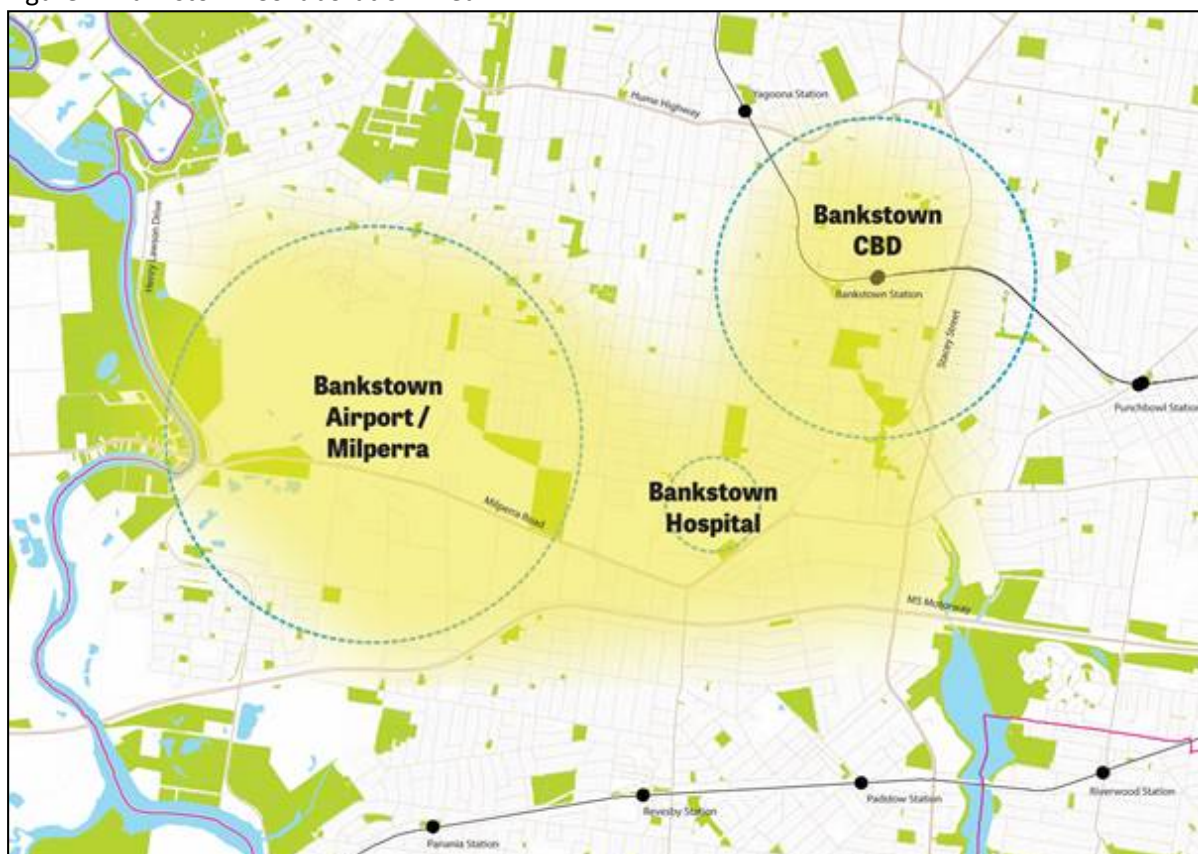 Hume Highway
Yagoona Station
Henry Lawson Drive
Bankstown
CBD
Bankstown Station
Stacey Street
Bankstown
Airport /
Milperra
Punchbowl Station
Milperra Road
Bankstown
Hospital
M5 Motorway
Revesby Station
Padstow Station
Riverwood Station
Panania Station